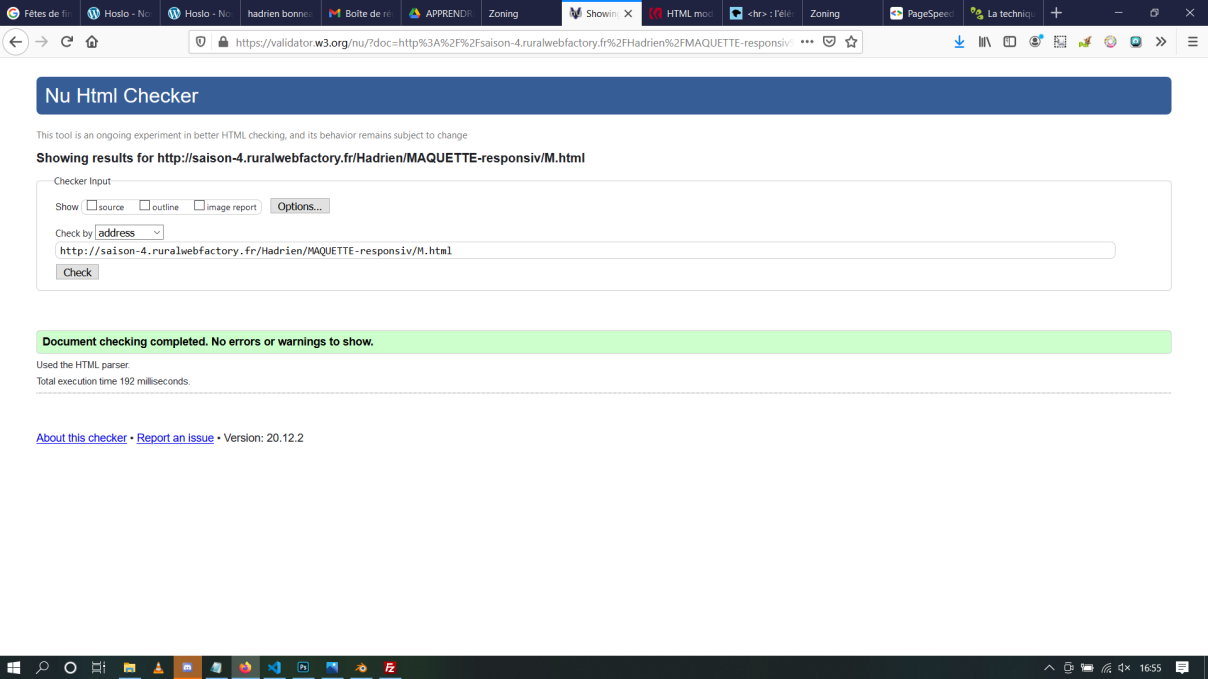 Fêtes de fi
Hoslo - No
Hoslo - No
hadrien bonnea
Boîte de ré
APPRENDR
Zoning
Showing
HTML mod
<hr> : l'élé
Zoning
PageSpeed
La techniqu
https://validator.w3.org/nu/?doc=http%3A%2F%2Fsaison-4.ruralwebfactory.fr%2FHadrien%2FMAQUETTE-responsiv%
Nu Html Checker
This tool is an ongoing experiment in better HTML checking, and its behavior remains subject to change
Showing results for http://saison-4.ruralwebfactory.fr/Hadrien/MAQUETTE-responsiv/M.html
Checker Input
Show source outline image report Options...
Check by address
http://saison-4.ruralwebfactory.fr/Hadrien/MAQUETTE-responsiv/M.html
Check
Document checking completed. No errors or warnings to show.
Used the HTML parser.
Total execution time 192 milliseconds.
About this checker • Report an issue • Version: 20.12.2
16:55